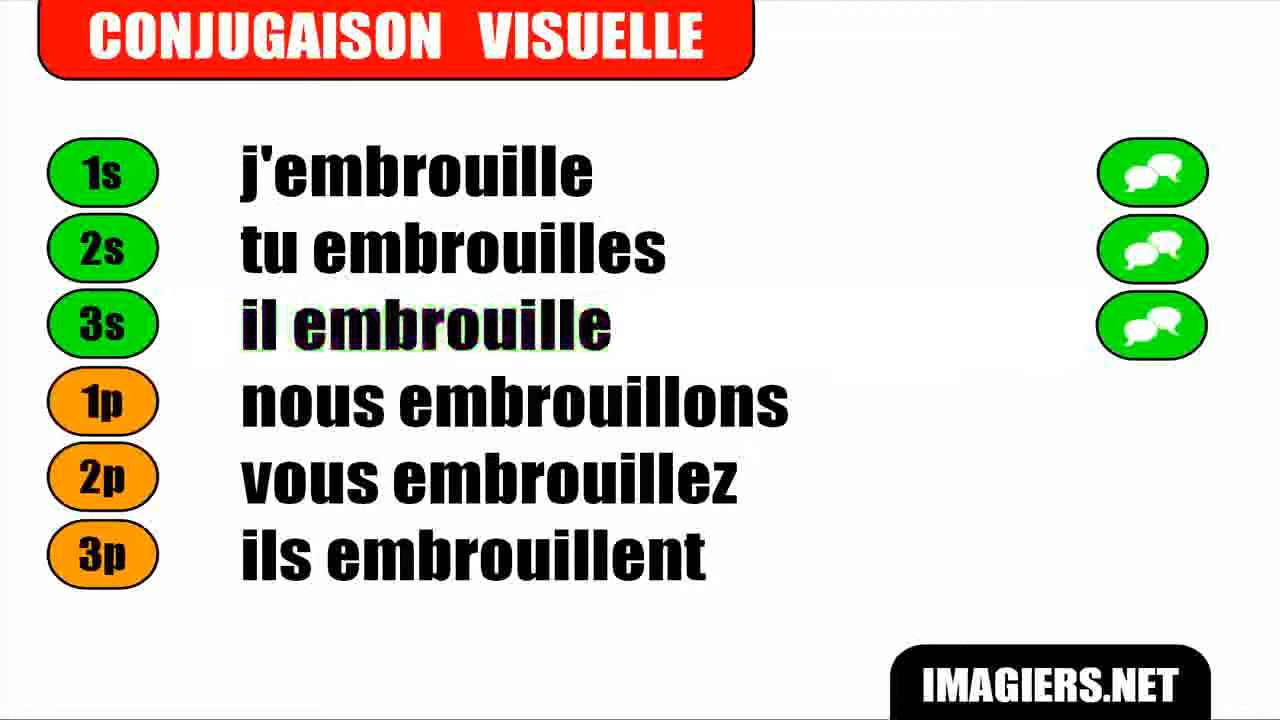 CONJUGAISON VISUELLE
1s j'embrouille
2s tu embrouilles
3s il embrouille
1p nous embrouillons
2p vous embrouillez
3p ils embrouillent
IMAGIERS.NET